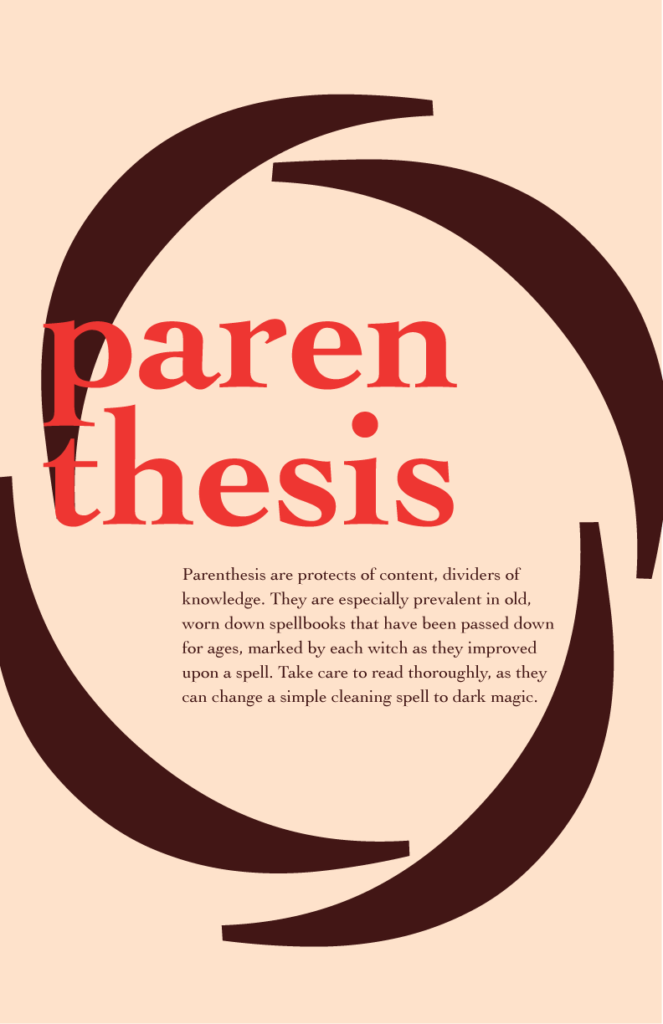 paren
thesis
Parenthesis are protects of content, dividers of
knowledge. They are especially prevalent in old,
worn down spellbooks that have been passed down
for ages, marked by each witch as they improved
upon a spell. Take care to read thoroughly, as they
can change a simple cleaning spell to dark magic.